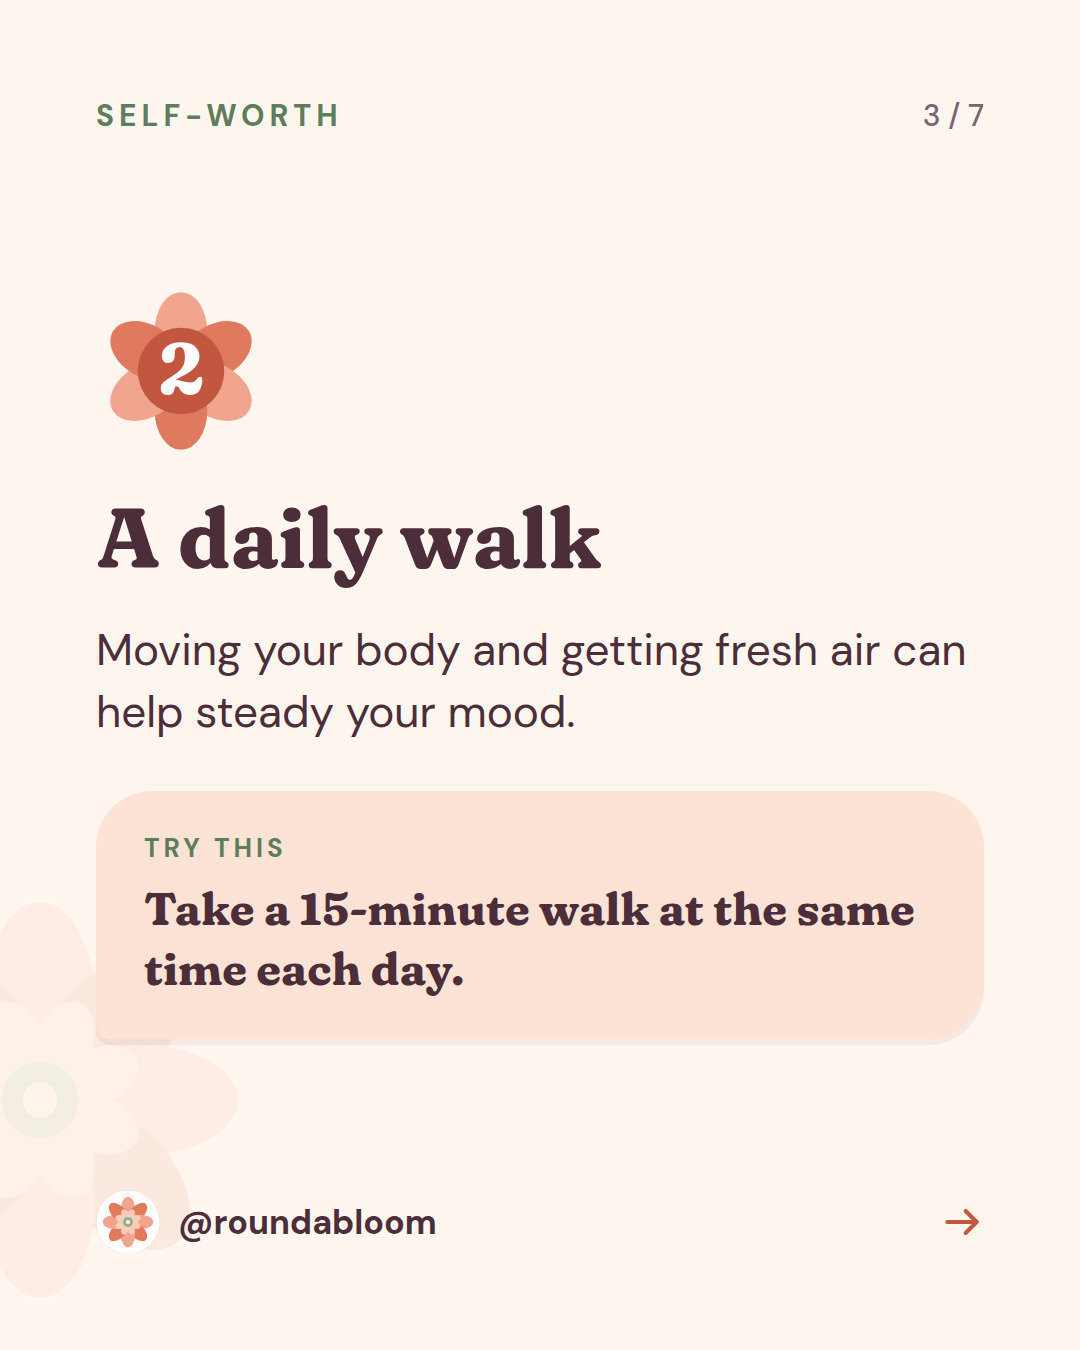 SELF-WORTH
3 / 7
2
A daily walk
Moving your body and getting fresh air can
help steady your mood.
TRY THIS
Take a 15-minute walk at the same
time each day.
@roundabloom